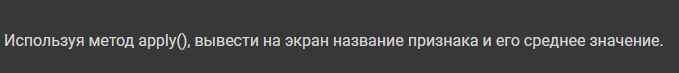 Используя метод apply(), вывести на экран название признака и его среднее значение.